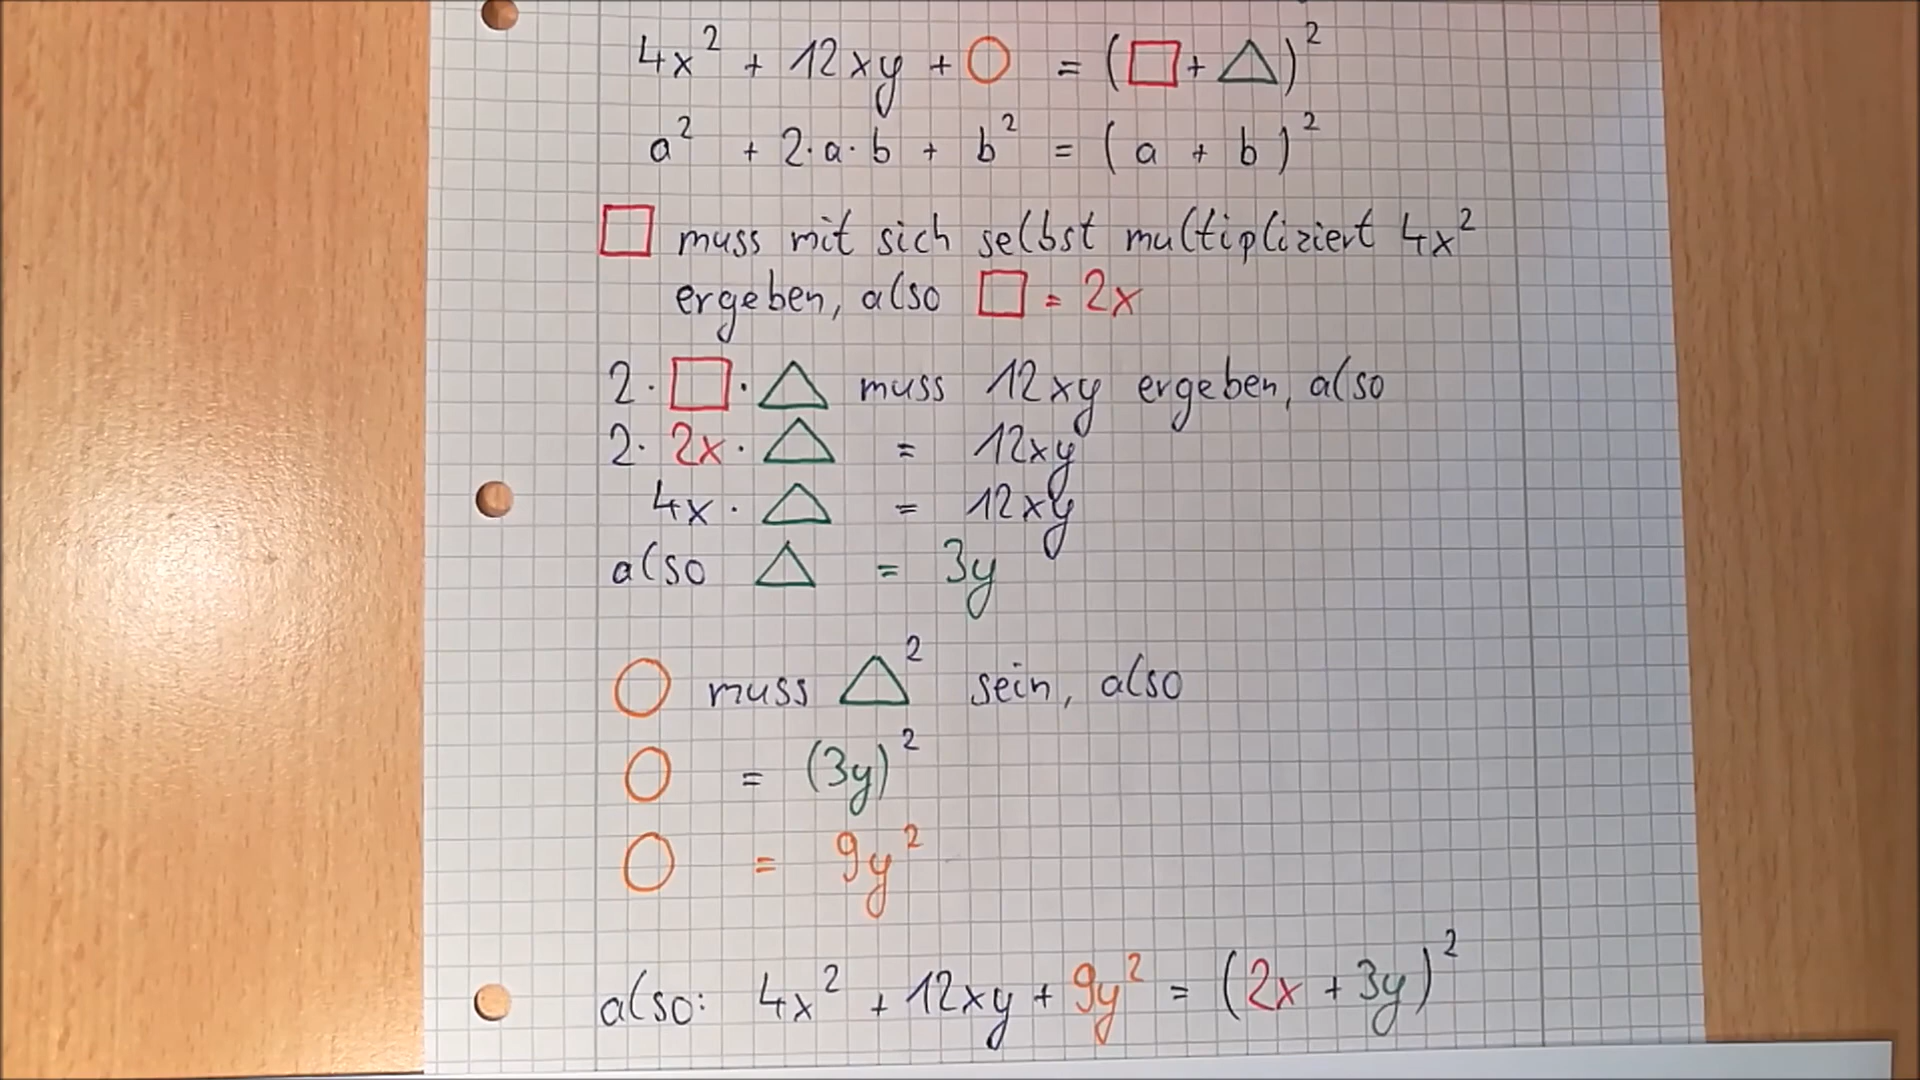 4x² + 12xy + ○ = (□ + △)²
a² + 2·a·b + b² = (a + b)²
□ muss mit sich selbst multipliziert 4x²
ergeben, also □ = 2x
2·□·△ muss 12xy ergeben, also
2·2x·△ = 12xy
4x·△ = 12xy
also △ = 3y
○ muss △² sein, also
○ = (3y)²
○ = 9y²
also: 4x² + 12xy + 9y² = (2x + 3y)²